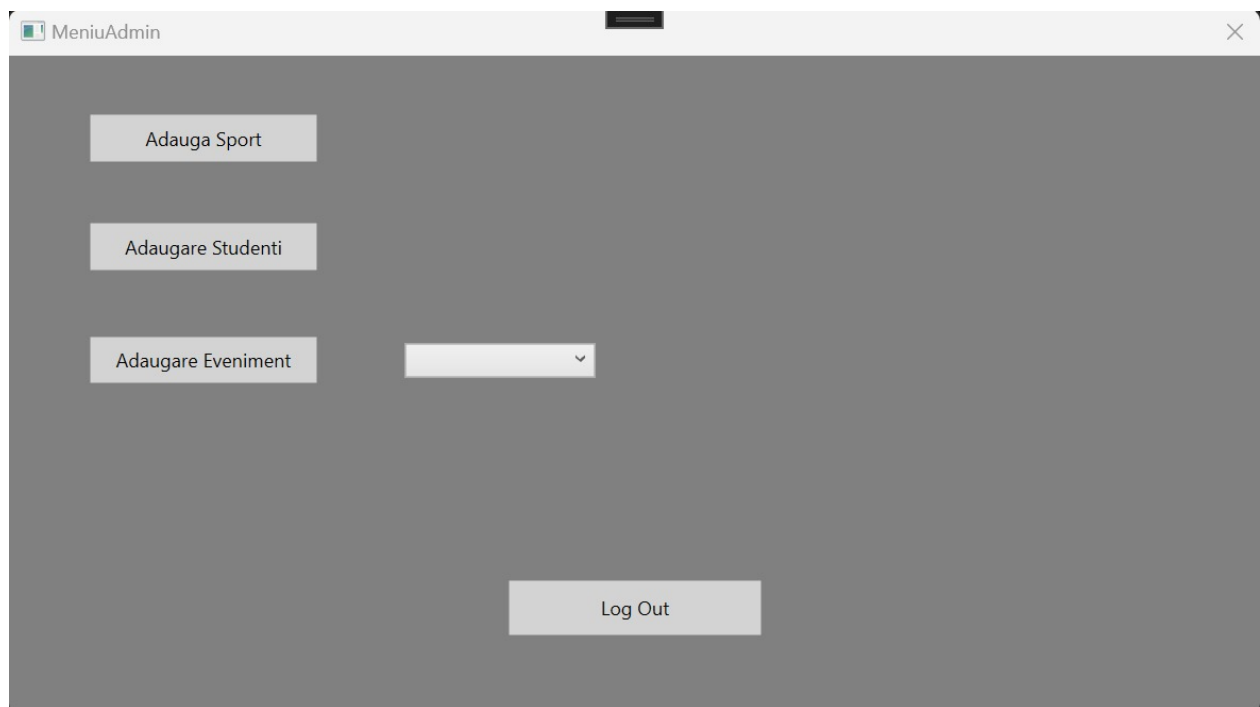 MeniuAdmin
Adauga Sport
Adaugare Studenti
Adaugare Eveniment
Log Out